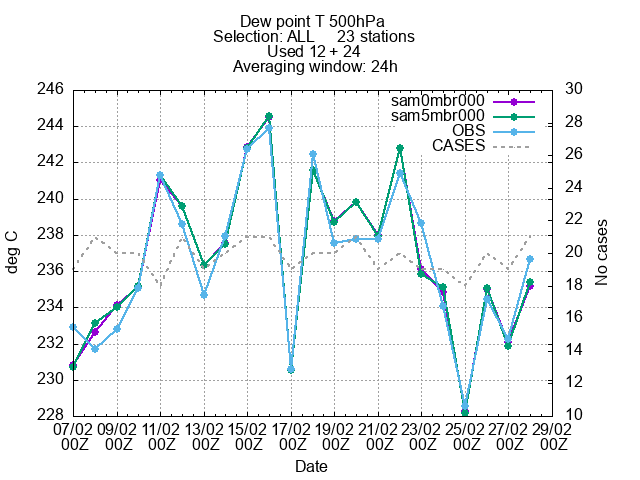 Dew point T 500hPa
Selection: ALL 23 stations
Used 12 + 24
Averaging window: 24h
sam0mbr000
sam5mbr000
OBS
CASES
246
244
242
240
238
236
234
232
230
228
deg C
30
28
26
24
22
20
18
16
14
12
10
No cases
07/02 09/02 11/02 13/02 15/02 17/02 19/02 21/02 23/02 25/02 27/02 29/02
00Z 00Z 00Z 00Z 00Z 00Z 00Z 00Z 00Z 00Z 00Z 00Z
Date